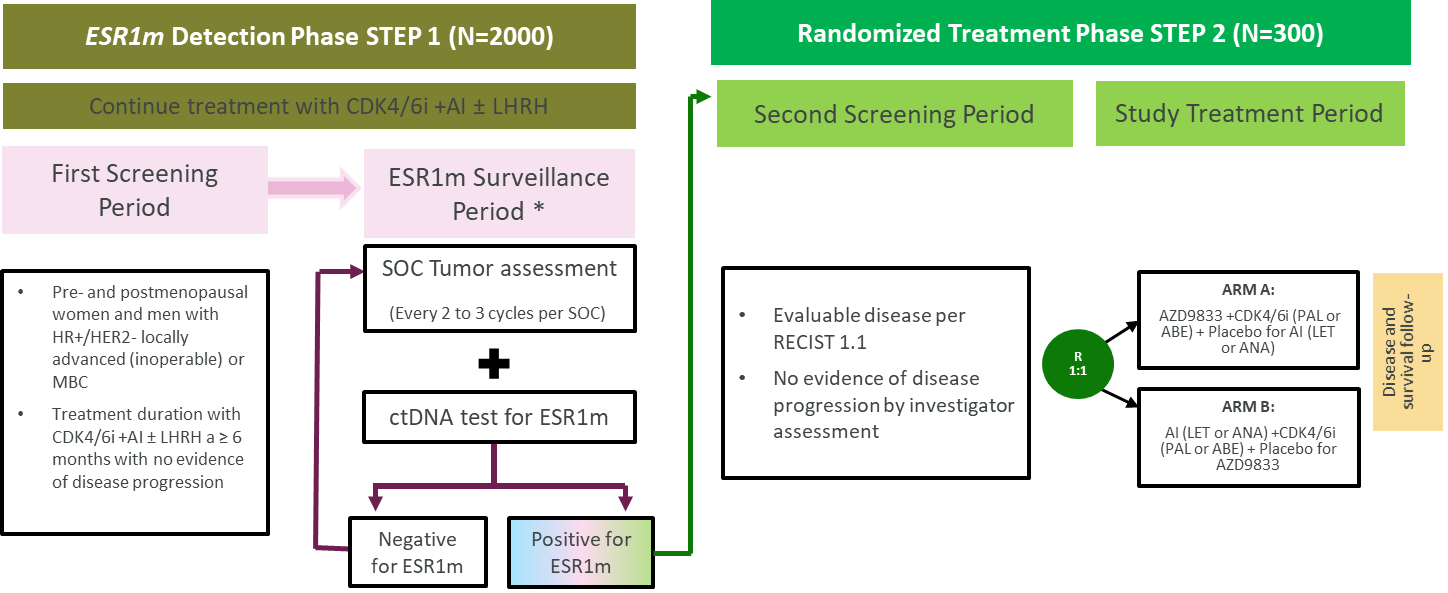 ESR1m Detection Phase STEP 1 (N=2000)
Continue treatment with CDK4/6i +AI ± LHRH
First Screening
Period
ESR1m Surveillance
Period *
• Pre- and postmenopausal
women and men with
HR+/HER2- locally
advanced (inoperable) or
MBC
• Treatment duration with
CDK4/6i +AI ± LHRH a ≥ 6
months with no evidence
of disease progression
SOC Tumor assessment
(Every 2 to 3 cycles per SOC)
+
ctDNA test for ESR1m
Negative
for ESR1m
Positive for
ESR1m
Randomized Treatment Phase STEP 2 (N=300)
Second Screening Period
Study Treatment Period
• Evaluable disease per
RECIST 1.1
• No evidence of disease
progression by investigator
assessment
R
1:1
ARM A:
AZD9833 +CDK4/6i (PAL or
ABE) + Placebo for AI (LET
or ANA)
ARM B:
AI (LET or ANA) +CDK4/6i
(PAL or ABE) + Placebo for
AZD9833
Disease and
survival follow-
up